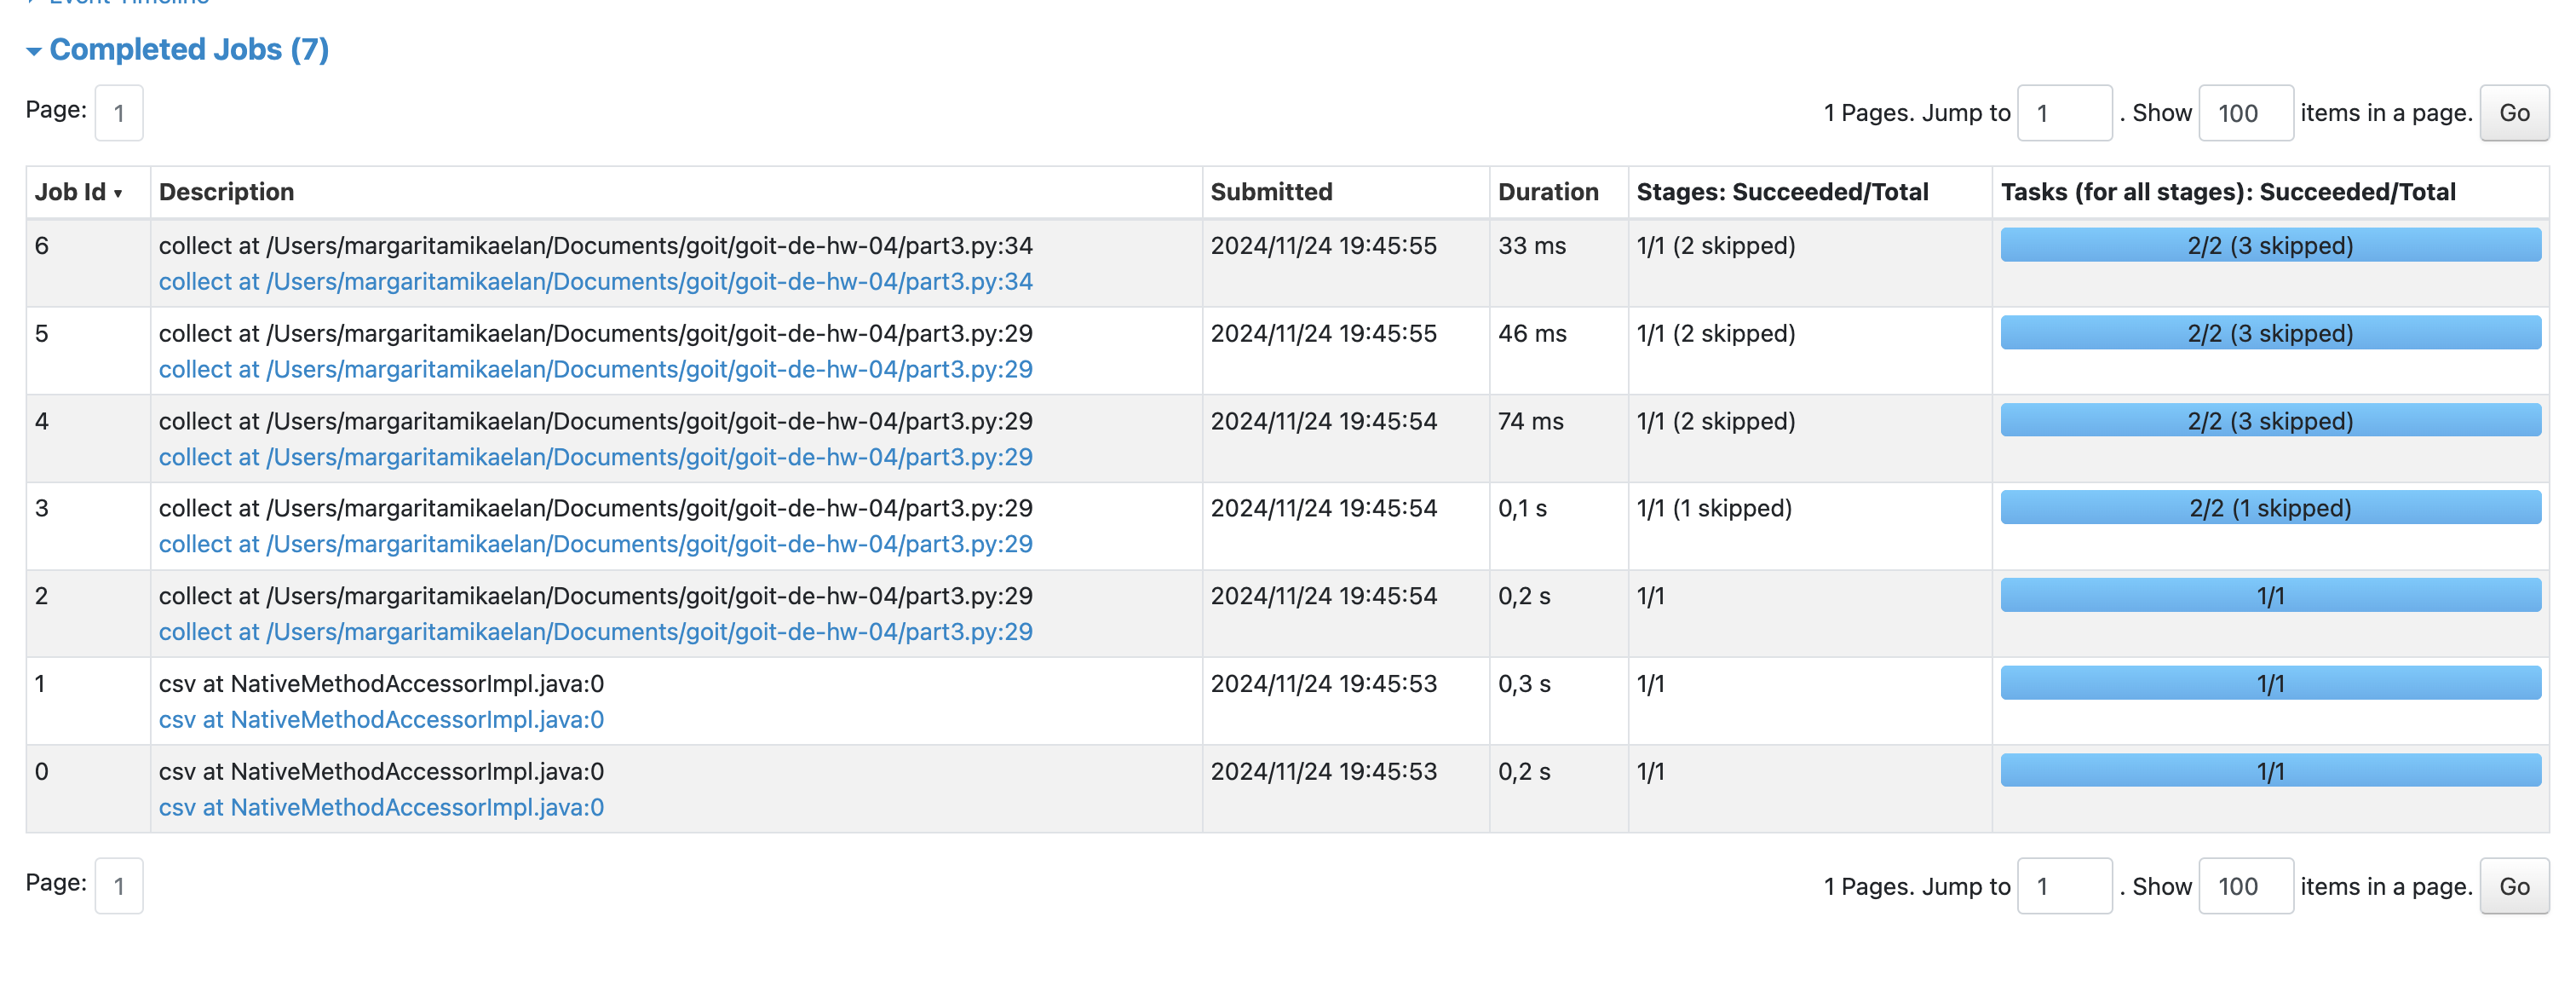 Event Timeline
Completed Jobs (7)
Page: 1
1 Pages. Jump to 1 . Show 100 items in a page. Go
Job Id ▾ Description Submitted Duration Stages: Succeeded/Total Tasks (for all stages): Succeeded/Total
6 collect at /Users/margaritamikaelan/Documents/goit/goit-de-hw-04/part3.py:34 2024/11/24 19:45:55 33 ms 1/1 (2 skipped) 2/2 (3 skipped)
collect at /Users/margaritamikaelan/Documents/goit/goit-de-hw-04/part3.py:34
5 collect at /Users/margaritamikaelan/Documents/goit/goit-de-hw-04/part3.py:29 2024/11/24 19:45:55 46 ms 1/1 (2 skipped) 2/2 (3 skipped)
collect at /Users/margaritamikaelan/Documents/goit/goit-de-hw-04/part3.py:29
4 collect at /Users/margaritamikaelan/Documents/goit/goit-de-hw-04/part3.py:29 2024/11/24 19:45:54 74 ms 1/1 (2 skipped) 2/2 (3 skipped)
collect at /Users/margaritamikaelan/Documents/goit/goit-de-hw-04/part3.py:29
3 collect at /Users/margaritamikaelan/Documents/goit/goit-de-hw-04/part3.py:29 2024/11/24 19:45:54 0,1 s 1/1 (1 skipped) 2/2 (1 skipped)
collect at /Users/margaritamikaelan/Documents/goit/goit-de-hw-04/part3.py:29
2 collect at /Users/margaritamikaelan/Documents/goit/goit-de-hw-04/part3.py:29 2024/11/24 19:45:54 0,2 s 1/1 1/1
collect at /Users/margaritamikaelan/Documents/goit/goit-de-hw-04/part3.py:29
1 csv at NativeMethodAccessorImpl.java:0 2024/11/24 19:45:53 0,3 s 1/1 1/1
csv at NativeMethodAccessorImpl.java:0
0 csv at NativeMethodAccessorImpl.java:0 2024/11/24 19:45:53 0,2 s 1/1 1/1
csv at NativeMethodAccessorImpl.java:0
Page: 1
1 Pages. Jump to 1 . Show 100 items in a page. Go